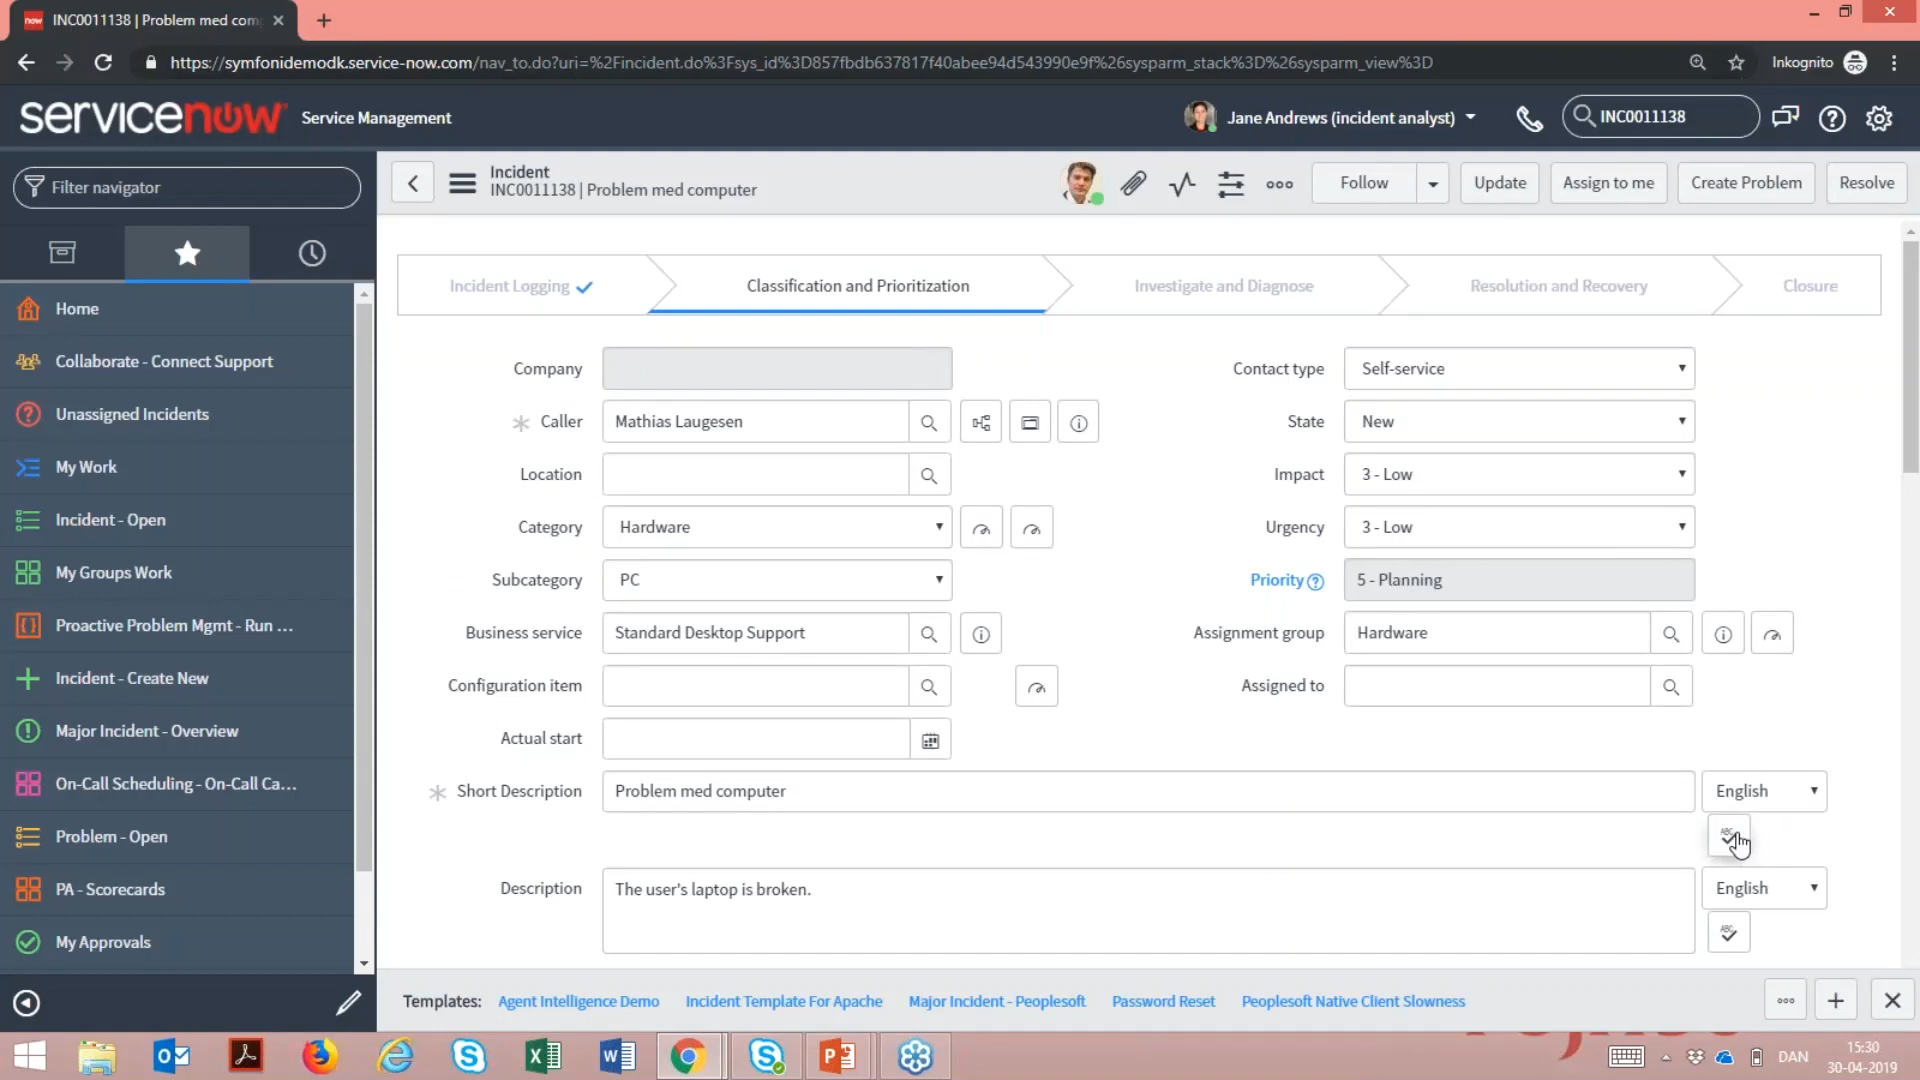 now INC0011138 | Problem med com
https://symfonidemodk.service-now.com/nav_to.do?uri=%2Fincident.do%3Fsys_id%3D857fbdb637817f40abee94d543990e9f%26sysparm_stack%3D%26sysparm_view%3D
Inkognito
servicenow Service Management
Jane Andrews (incident analyst)
INC0011138
Filter navigator
Incident
INC0011138 | Problem med computer
Follow
Update
Assign to me
Create Problem
Resolve
Home
Collaborate - Connect Support
Unassigned Incidents
My Work
Incident - Open
My Groups Work
Proactive Problem Mgmt - Run ...
Incident - Create New
Major Incident - Overview
On-Call Scheduling - On-Call Ca...
Problem - Open
PA - Scorecards
My Approvals
Incident Logging
Classification and Prioritization
Investigate and Diagnose
Resolution and Recovery
Closure
Company
Caller Mathias Laugesen
Location
Category Hardware
Subcategory PC
Business service Standard Desktop Support
Configuration item
Actual start
Contact type Self-service
State New
Impact 3 - Low
Urgency 3 - Low
Priority 5 - Planning
Assignment group Hardware
Assigned to
Short Description Problem med computer English
ABC
Description The user's laptop is broken. English
ABC
Templates: Agent Intelligence Demo Incident Template For Apache Major Incident - Peoplesoft Password Reset Peoplesoft Native Client Slowness
DAN
15:30
30-04-2019